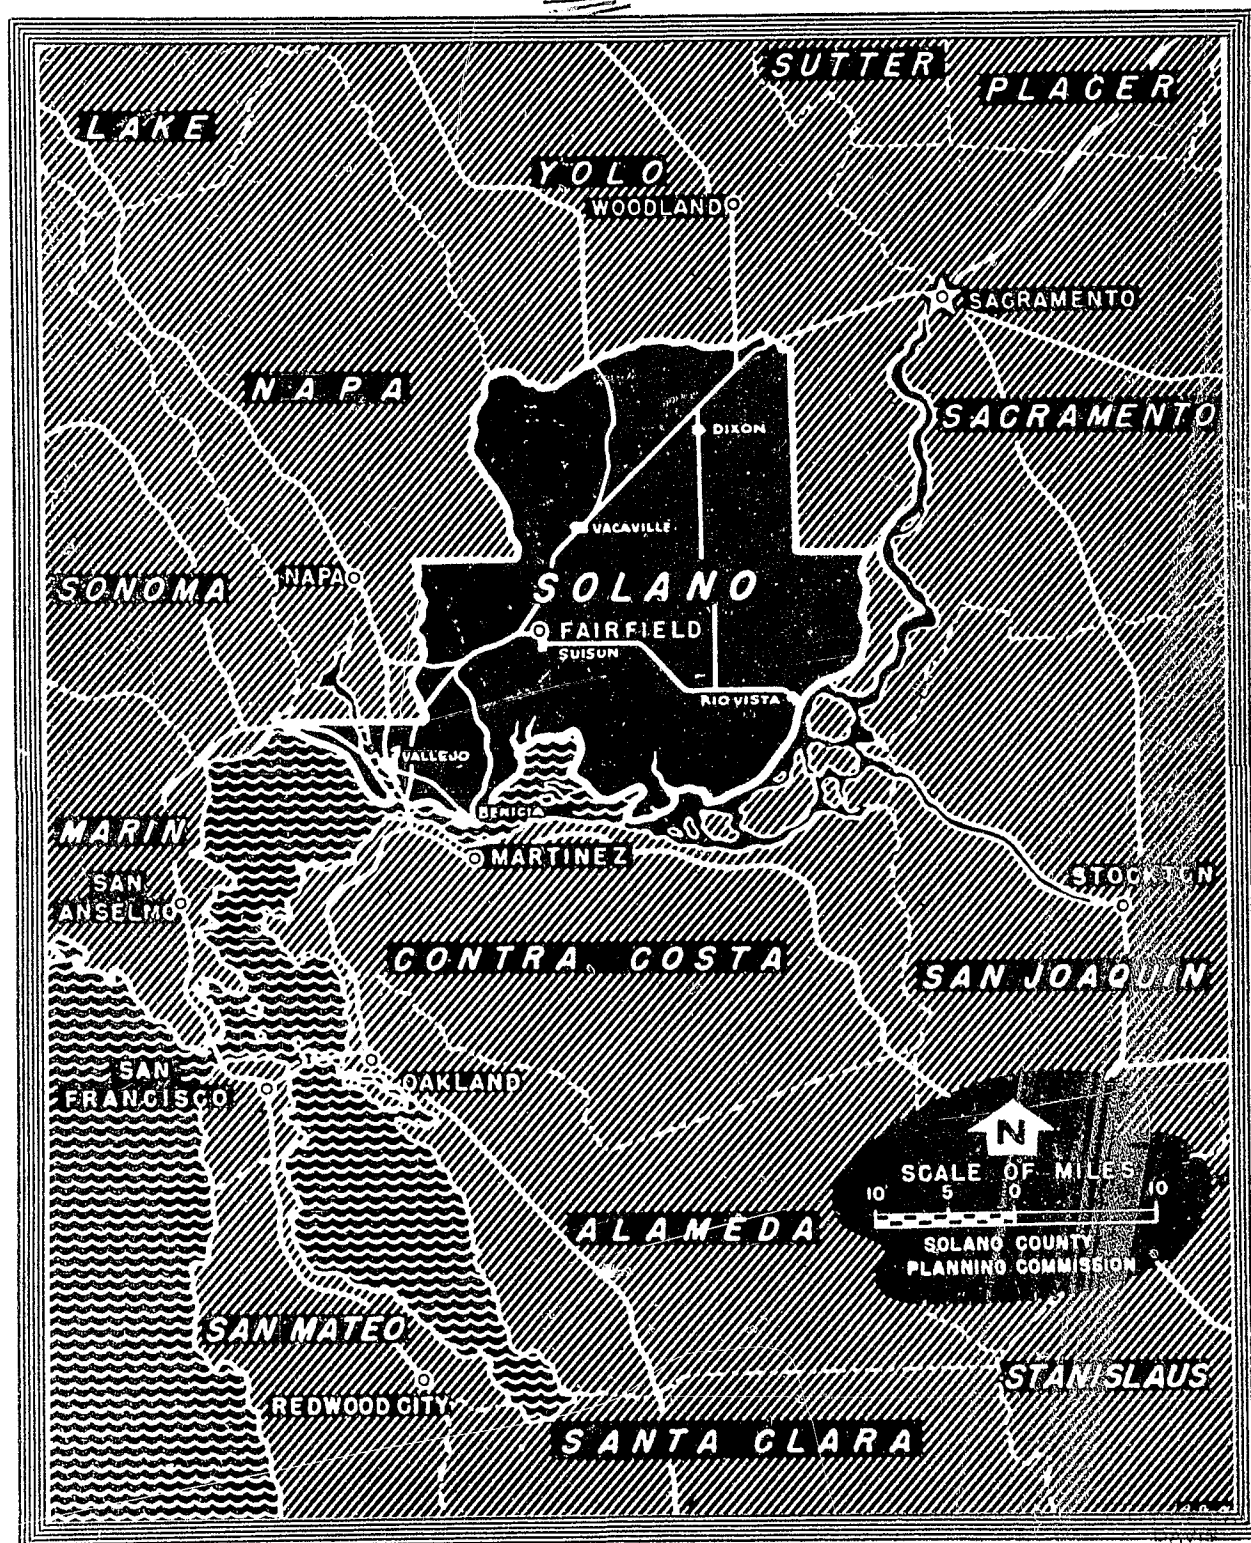 SUTTER
PLACER
LAKE
YOLO
WOODLAND
SACRAMENTO
NAPA
SACRAMENTO
DIXON
VACAVILLE
SONOMA
NAPA
SOLANO
FAIRFIELD
SUISUN
RIO VISTA
VALLEJO
BENICIA
MARIN
MARTINEZ
SAN
ANSELMO
STOCKTON
CONTRA COSTA
SAN JOAQUIN
SAN
FRANCISCO
OAKLAND
N
SCALE OF MILES
10 5 0 10
SOLANO COUNTY
PLANNING COMMISSION
ALAMEDA
SAN MATEO
STANISLAUS
REDWOOD CITY
SANTA CLARA